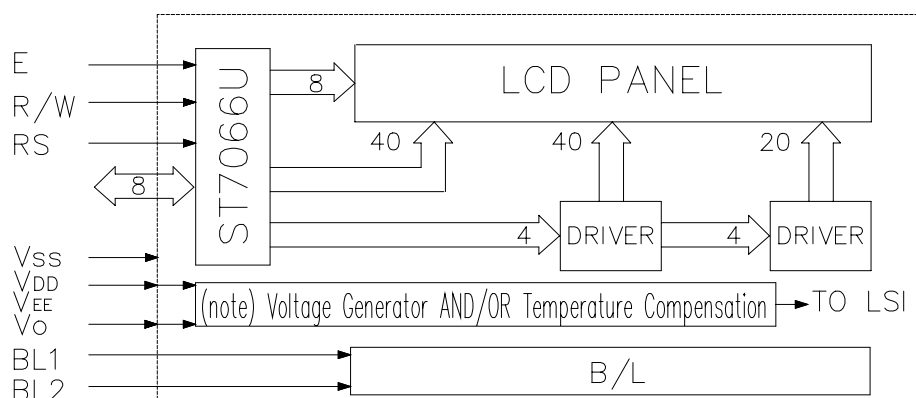 E
R/W
RS
8
ST7066U
8
LCD PANEL
40
40
20
4
DRIVER
4
DRIVER
VSS
VDD
VEE
VO
(note) Voltage Generator AND/OR Temperature Compensation
TO LSI
BL1
BL2
B/L